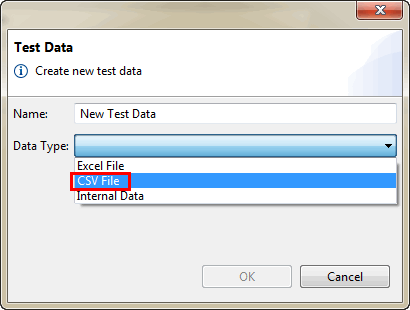 Test Data
Create new test data
Name: New Test Data
Data Type:
Excel File
CSV File
Internal Data
OK Cancel